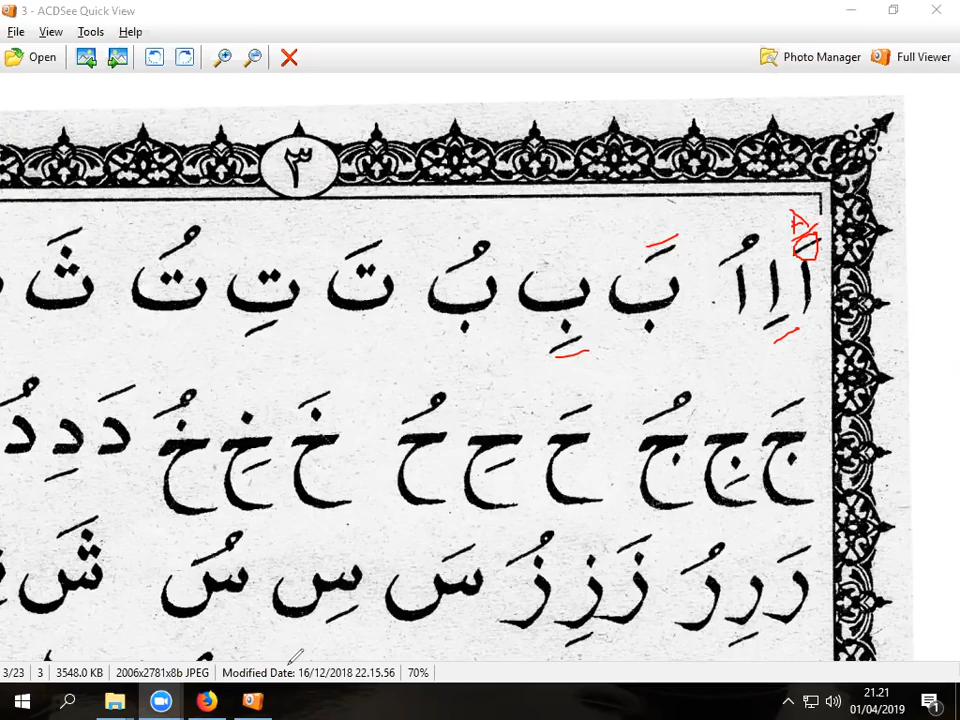 3 - ACDSee Quick View
File View Tools Help
Open Photo Manager Full Viewer
٣
A
اَ اِ اُ بَ بِ بُ تَ تِ تُ ثَ
جَ جِ جُ حَ حِ حُ خَ خِ خُ دَ دِ دُ
رَ رِ رُ زَ زِ زُ سَ سِ سُ شَ
3/23 3 3548.0 KB 2006x2781x8b JPEG Modified Date: 16/12/2018 22.15.56 70%
21.21
01/04/2019
1